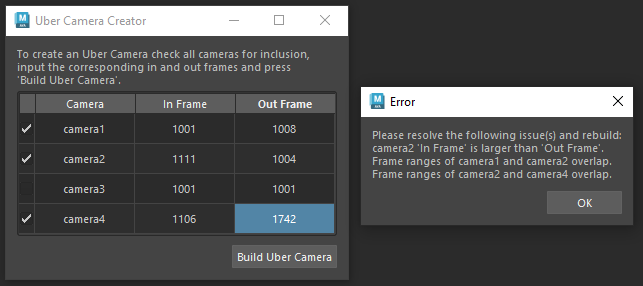 Uber Camera Creator
To create an Uber Camera check all cameras for inclusion,
input the corresponding in and out frames and press
'Build Uber Camera'.
Camera In Frame Out Frame
camera1 1001 1008
camera2 1111 1004
camera3 1001 1001
camera4 1106 1742
Build Uber Camera
Error
Please resolve the following issue(s) and rebuild:
camera2 'In Frame' is larger than 'Out Frame'.
Frame ranges of camera1 and camera2 overlap.
Frame ranges of camera2 and camera4 overlap.
OK